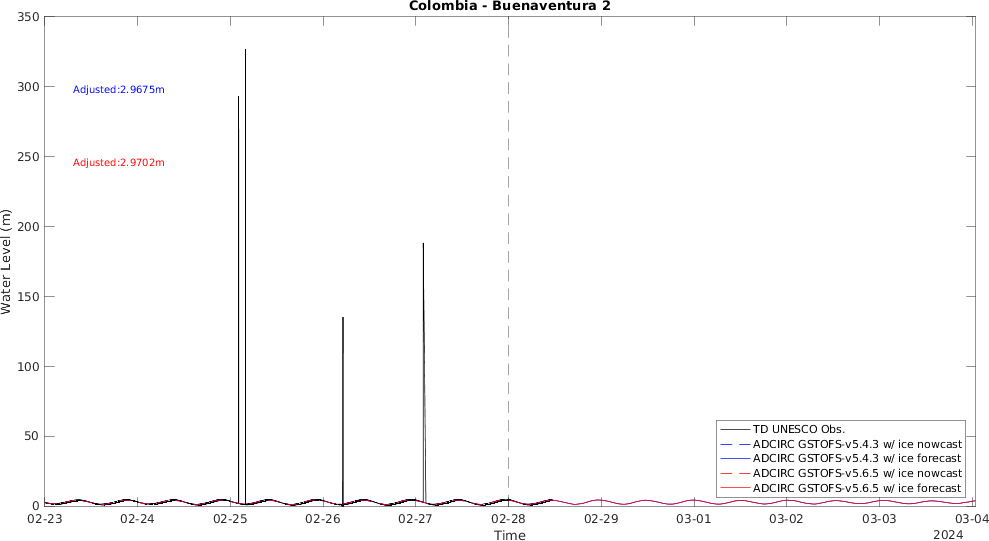 Colombia - Buenaventura 2
350
300
250
200
150
100
50
0
Water Level (m)
Adjusted:2.9675m
Adjusted:2.9702m
TD UNESCO Obs.
ADCIRC GSTOFS-v5.4.3 w/ ice nowcast
ADCIRC GSTOFS-v5.4.3 w/ ice forecast
ADCIRC GSTOFS-v5.6.5 w/ ice nowcast
ADCIRC GSTOFS-v5.6.5 w/ ice forecast
02-23 02-24 02-25 02-26 02-27 02-28 02-29 03-01 03-02 03-03 03-04
Time
2024